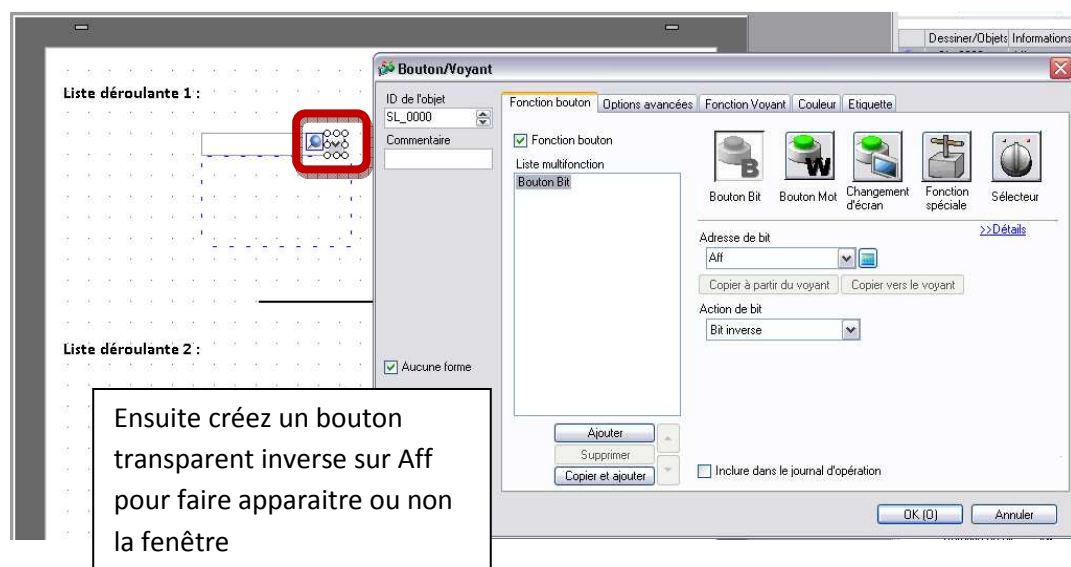 Dessiner/Objets Informations
Liste déroulante 1 :
Bouton/Voyant
ID de l'objet
SL_0000
Commentaire
Fonction bouton Options avancées Fonction Voyant Couleur Etiquette
Fonction bouton
Liste multifonction
Bouton Bit
B
W
Bouton Bit
Bouton Mot
Changement
d'écran
Fonction
spéciale
Sélecteur
>>Détails
Adresse de bit
Aff
Copier à partir du voyant Copier vers le voyant
Action de bit
Bit inverse
Liste déroulante 2 :
Aucune forme
Ajouter
Supprimer
Copier et ajouter
Inclure dans le journal d'opération
OK (O) Annuler
Ensuite créez un bouton
transparent inverse sur Aff
pour faire apparaitre ou non
la fenêtre